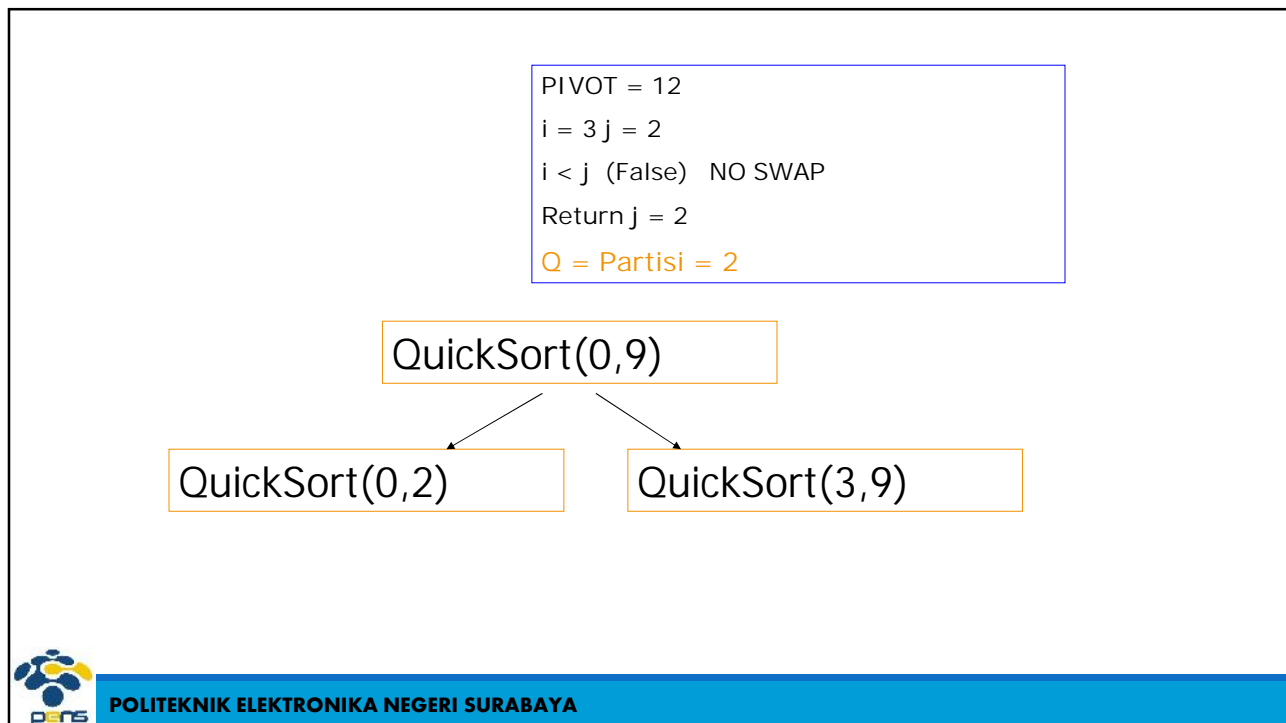 PIVOT = 12
i = 3 j = 2
i < j (False) NO SWAP
Return j = 2
Q = Partisi = 2
QuickSort(0,9)
QuickSort(0,2) QuickSort(3,9)
POLITEKNIK ELEKTRONIKA NEGERI SURABAYA
pens